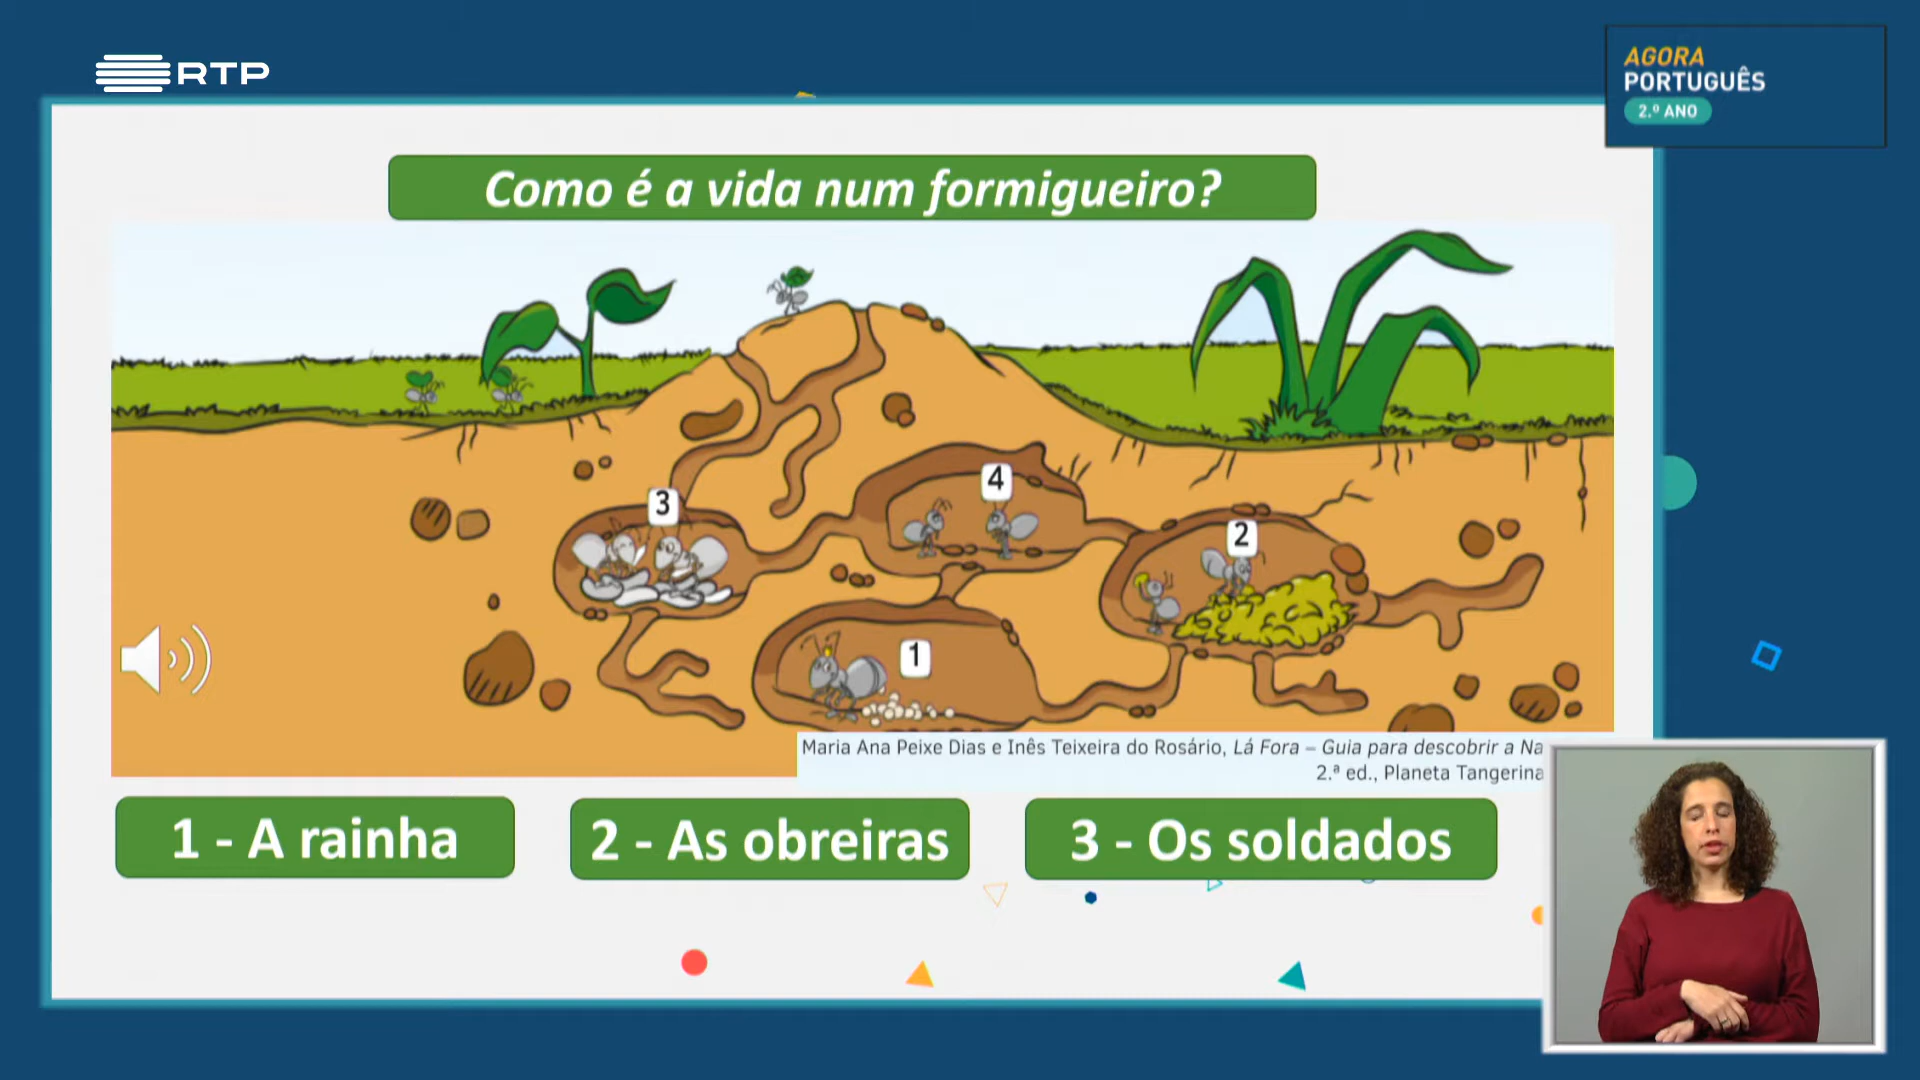 RTP
AGORA
PORTUGUÊS
2.º ANO
Como é a vida num formigueiro?
4
3
2
1
Maria Ana Peixe Dias e Inês Teixeira do Rosário, Lá Fora – Guia para descobrir a Na
2.ª ed., Planeta Tangerina
1 - A rainha
2 - As obreiras
3 - Os soldados